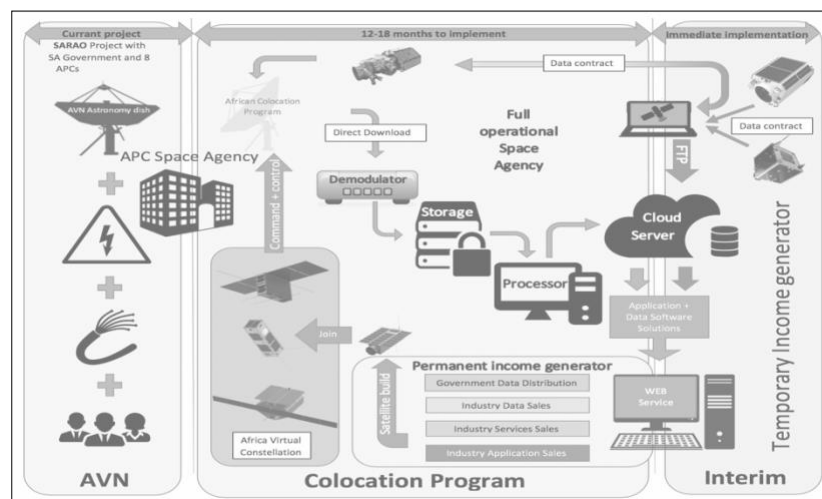 Currant project
SARAO Project with
SA Government and 8
APCs
AVN Astronomy dish
APC Space Agency
AVN
12-18 months to implement
African Colocation
Program
Direct Download
Demodulator
Storage
Processor
Full
operational
Space
Agency
Data contract
Command + control
Join
Satellite build
Africa Virtual
Constellation
Permanent income generator
Government Data Distribution
Industry Data Sales
Industry Services Sales
Industry Application Sales
Colocation Program
Immediate implementation
Data contract
FTP
Cloud
Server
Application +
Data Software
Solutions
WEB
Service
Temporary Income generator
Interim